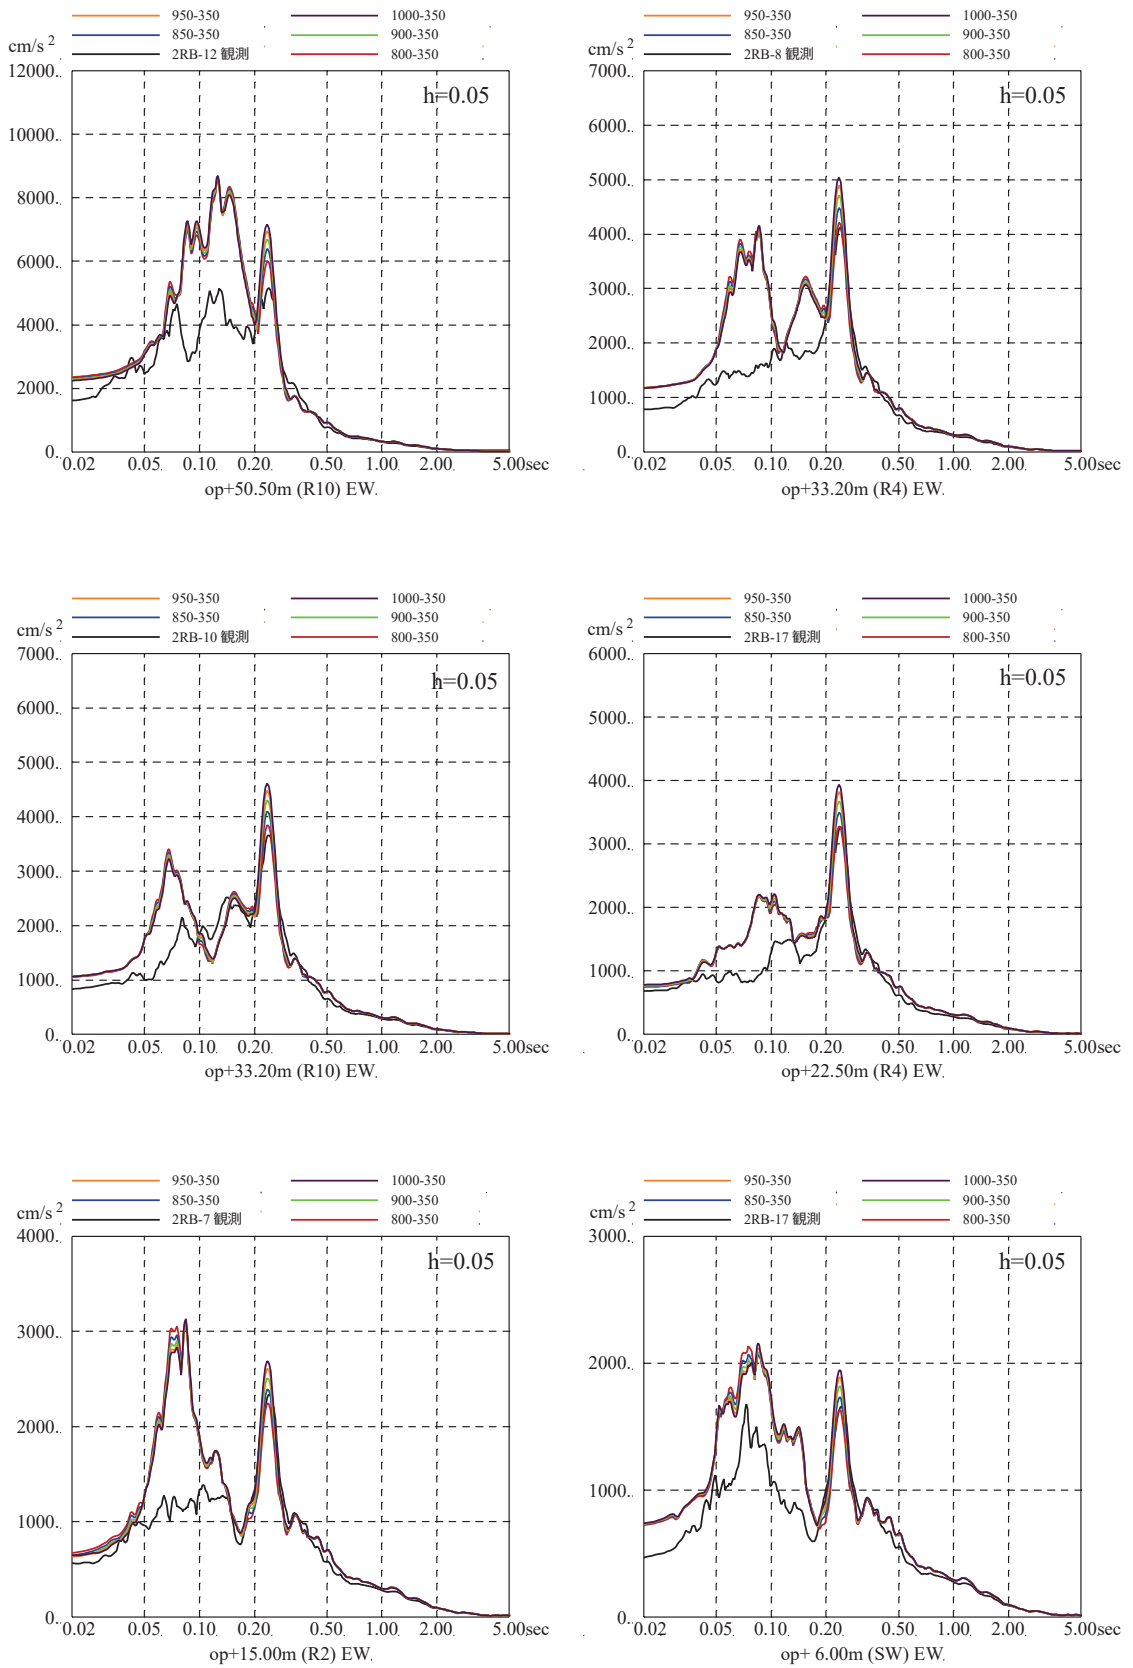 950-350 1000-350
850-350 900-350
2RB-12 観測 800-350
cm/s 2
h=0.05
12000.
10000.
8000.
6000.
4000.
2000.
0.
0.02 0.05 0.10 0.20 0.50 1.00 2.00 5.00sec
op+50.50m (R10) EW.
950-350 1000-350
850-350 900-350
2RB-8 観測 800-350
cm/s 2
h=0.05
7000.
6000.
5000.
4000.
3000.
2000.
1000.
0.
0.02 0.05 0.10 0.20 0.50 1.00 2.00 5.00sec
op+33.20m (R4) EW.
950-350 1000-350
850-350 900-350
2RB-10 観測 800-350
cm/s 2
h=0.05
7000.
6000.
5000.
4000.
3000.
2000.
1000.
0.
0.02 0.05 0.10 0.20 0.50 1.00 2.00 5.00sec
op+33.20m (R10) EW.
950-350 1000-350
850-350 900-350
2RB-17 観測 800-350
cm/s 2
h=0.05
6000.
5000.
4000.
3000.
2000.
1000.
0.
0.02 0.05 0.10 0.20 0.50 1.00 2.00 5.00sec
op+22.50m (R4) EW.
950-350 1000-350
850-350 900-350
2RB-7 観測 800-350
cm/s 2
h=0.05
4000.
3000.
2000.
1000.
0.
0.02 0.05 0.10 0.20 0.50 1.00 2.00 5.00sec
op+15.00m (R2) EW.
950-350 1000-350
850-350 900-350
2RB-17 観測 800-350
cm/s 2
h=0.05
3000.
2000.
1000.
0.
0.02 0.05 0.10 0.20 0.50 1.00 2.00 5.00sec
op+ 6.00m (SW) EW.